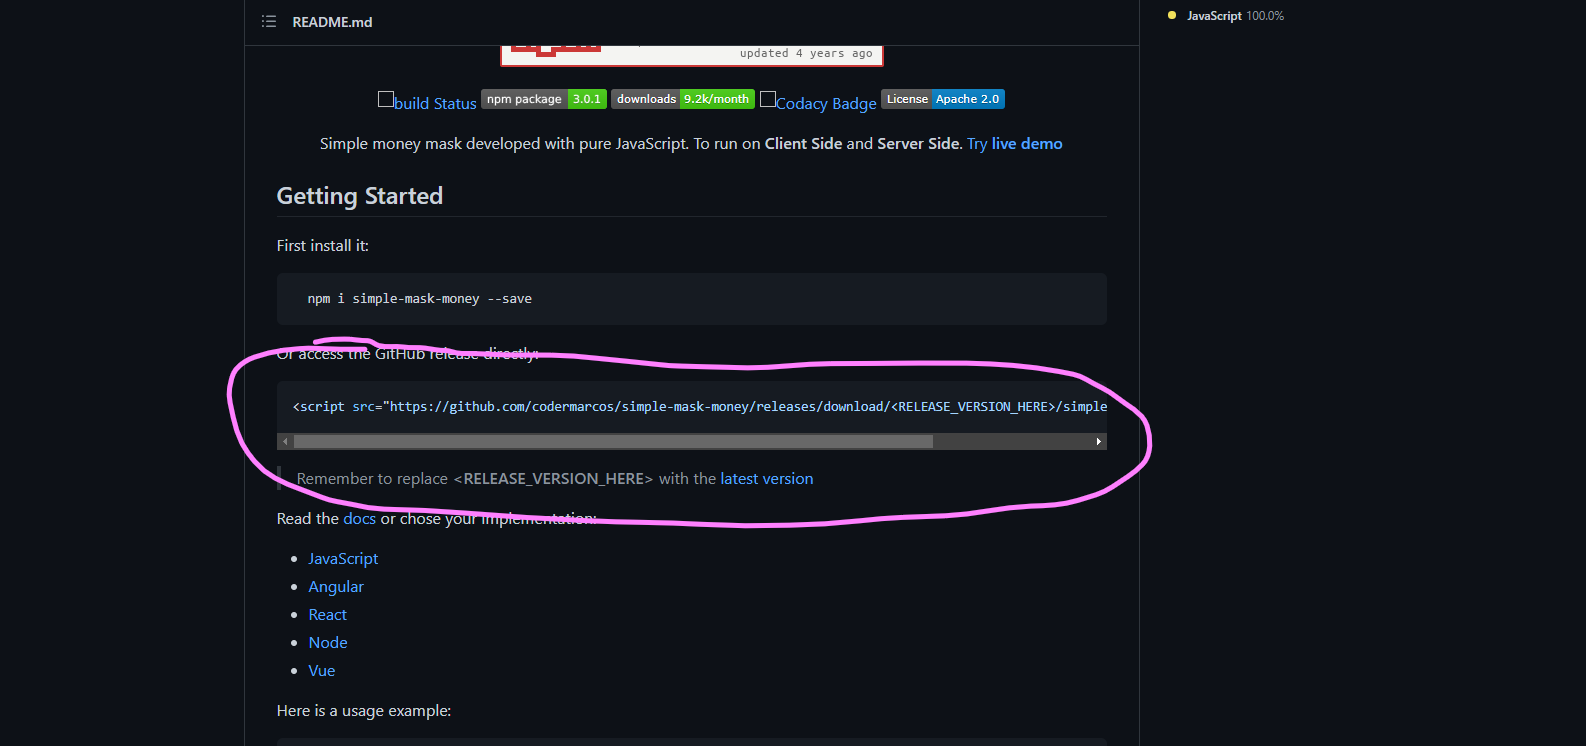 README.md
JavaScript 100.0%
updated 4 years ago
build Status npm package 3.0.1 downloads 9.2k/month Codacy Badge License Apache 2.0
Simple money mask developed with pure JavaScript. To run on Client Side and Server Side. Try live demo
Getting Started
First install it:
npm i simple-mask-money --save
Or access the GitHub release directly:
<script src="https://github.com/codermarcos/simple-mask-money/releases/download/<RELEASE_VERSION_HERE>/simple
Remember to replace <RELEASE_VERSION_HERE> with the latest version
Read the docs or chose your implementation:
JavaScript
Angular
React
Node
Vue
Here is a usage example: